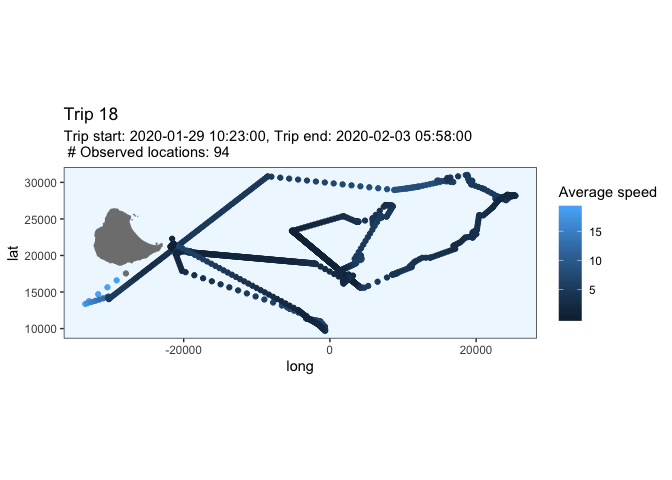 Trip 18
Trip start: 2020-01-29 10:23:00, Trip end: 2020-02-03 05:58:00
# Observed locations: 94
30000
25000
20000
15000
10000
lat
-20000
0
20000
long
Average speed
15
10
5